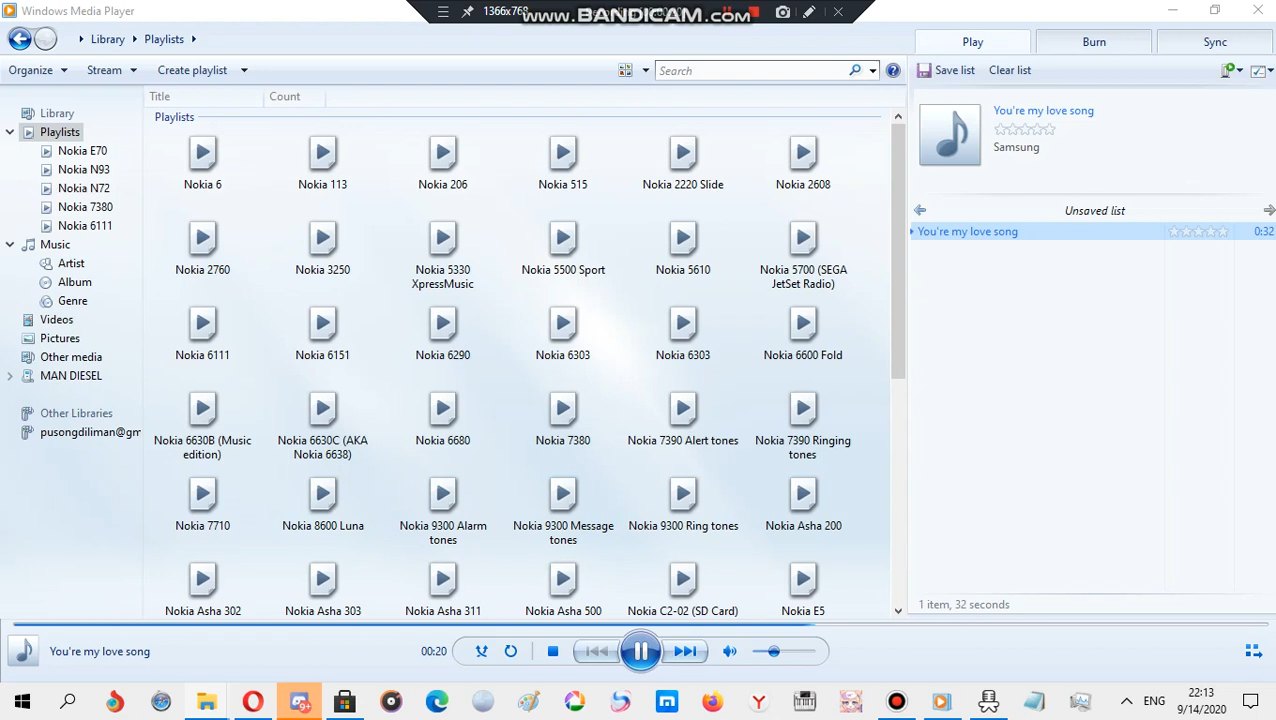 Windows Media Player
1366x768
www.BANDICAM.com
Library
Playlists
Play
Burn
Sync
Organize
Stream
Create playlist
Search
Save list
Clear list
Title
Count
Library
Playlists
Nokia E70
Nokia N93
Nokia N72
Nokia 7380
Nokia 6111
Music
Artist
Album
Genre
Videos
Pictures
Other media
MAN DIESEL
Other Libraries
pusongdiliman@gm
Playlists
Nokia 6
Nokia 113
Nokia 206
Nokia 515
Nokia 2220 Slide
Nokia 2608
Nokia 2760
Nokia 3250
Nokia 5330
XpressMusic
Nokia 5500 Sport
Nokia 5610
Nokia 5700 (SEGA
JetSet Radio)
Nokia 6111
Nokia 6151
Nokia 6290
Nokia 6303
Nokia 6303
Nokia 6600 Fold
Nokia 6630B (Music
edition)
Nokia 6630C (AKA
Nokia 6638)
Nokia 6680
Nokia 7380
Nokia 7390 Alert tones
Nokia 7390 Ringing
tones
Nokia 7710
Nokia 8600 Luna
Nokia 9300 Alarm
tones
Nokia 9300 Message
tones
Nokia 9300 Ring tones
Nokia Asha 200
Nokia Asha 302
Nokia Asha 303
Nokia Asha 311
Nokia Asha 500
Nokia C2-02 (SD Card)
Nokia E5
You're my love song
Samsung
Unsaved list
You're my love song
0:32
1 item, 32 seconds
You're my love song
00:20
9+
ENG
22:13
9/14/2020